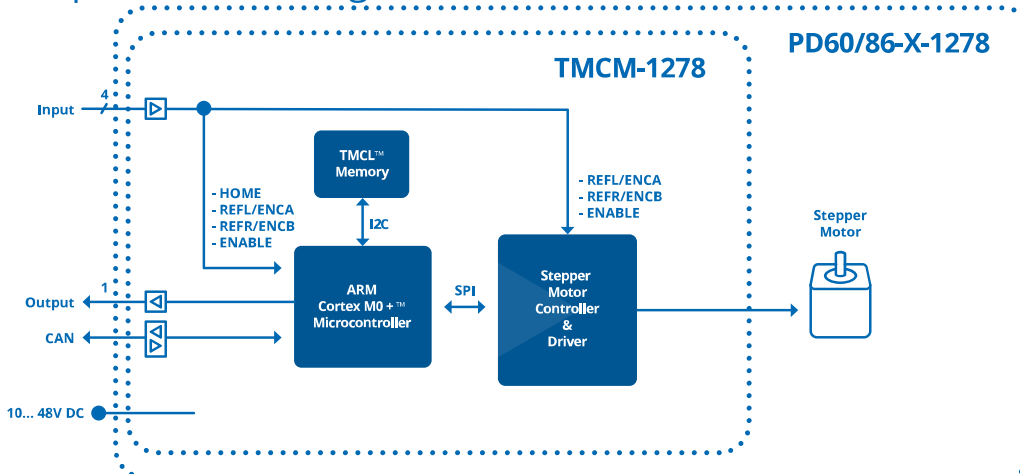 PD60/86-X-1278
TMCM-1278
4
Input
TMCL™
Memory
- HOME
- REFL/ENCA
- REFR/ENCB
- ENABLE
I2C
- REFL/ENCA
- REFR/ENCB
- ENABLE
Stepper
Motor
ARM
Cortex M0 + ™
Microcontroller
SPI
Stepper
Motor
Controller
&
Driver
1
Output
CAN
10... 48V DC